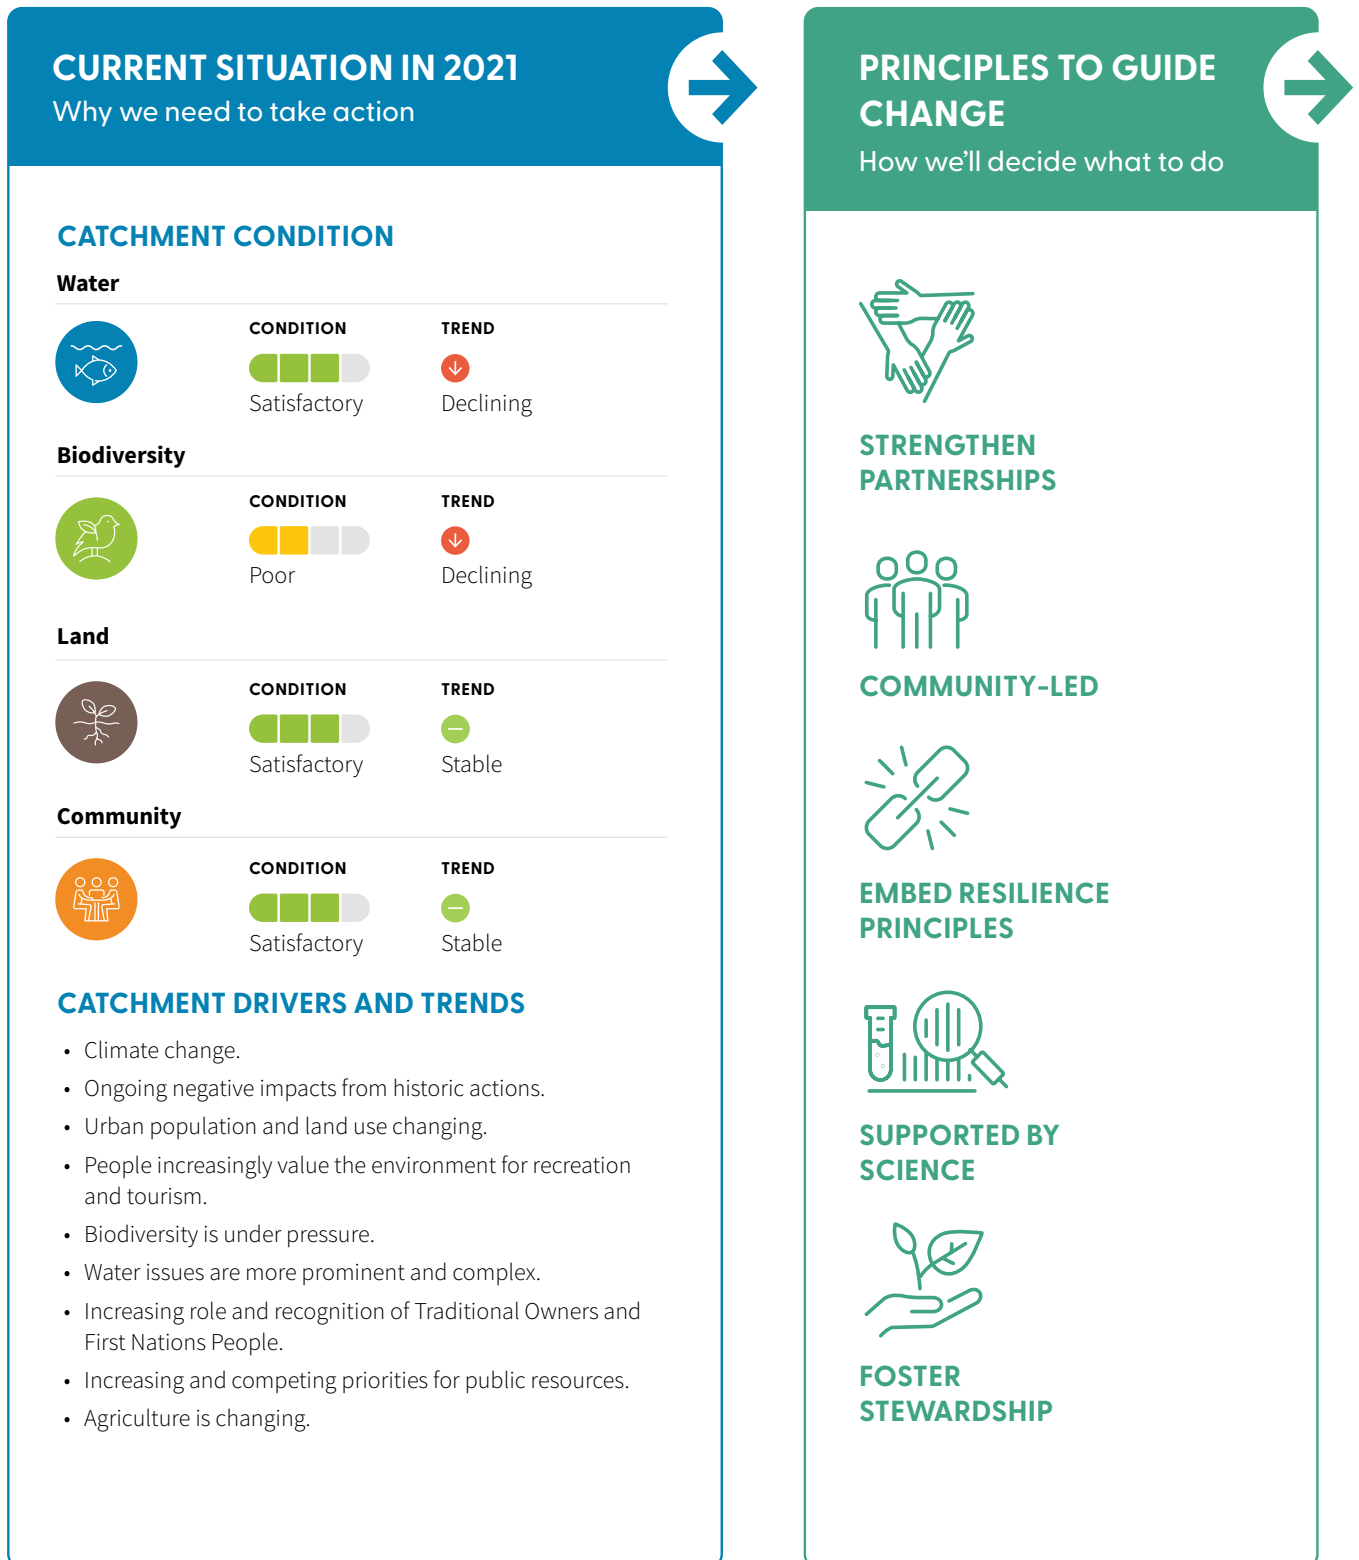 CURRENT SITUATION IN 2021
Why we need to take action
CATCHMENT CONDITION
Water
CONDITION
TREND
Satisfactory
Declining
Biodiversity
CONDITION
TREND
Poor
Declining
Land
CONDITION
TREND
Satisfactory
Stable
Community
CONDITION
TREND
Satisfactory
Stable
CATCHMENT DRIVERS AND TRENDS
• Climate change.
• Ongoing negative impacts from historic actions.
• Urban population and land use changing.
• People increasingly value the environment for recreation
and tourism.
• Biodiversity is under pressure.
• Water issues are more prominent and complex.
• Increasing role and recognition of Traditional Owners and
First Nations People.
• Increasing and competing priorities for public resources.
• Agriculture is changing.
PRINCIPLES TO GUIDE
CHANGE
How we’ll decide what to do
STRENGTHEN
PARTNERSHIPS
COMMUNITY-LED
EMBED RESILIENCE
PRINCIPLES
SUPPORTED BY
SCIENCE
FOSTER
STEWARDSHIP